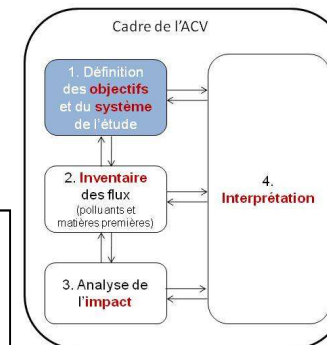 Cadre de l'ACV
1. Définition
des objectifs
et du système
de l'étude
2. Inventaire
des flux
(polluants et
matières premières)
3. Analyse de
l'impact
4.
Interprétation